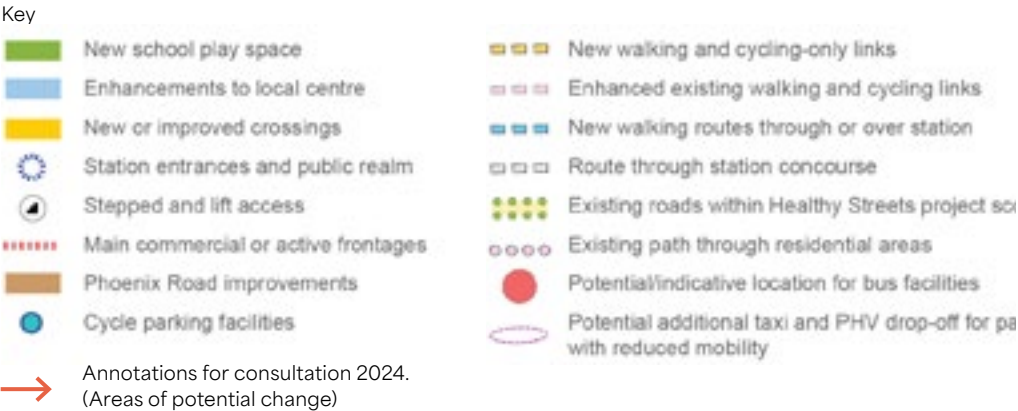 Key
New school play space
Enhancements to local centre
New or improved crossings
Station entrances and public realm
Stepped and lift access
Main commercial or active frontages
Phoenix Road improvements
Cycle parking facilities
Annotations for consultation 2024.
(Areas of potential change)
New walking and cycling-only links
Enhanced existing walking and cycling links
New walking routes through or over station
Route through station concourse
Existing roads within Healthy Streets project
Existing path through residential areas
Potential/indicative location for bus facilities
Potential additional taxi and PHV drop-off for
with reduced mobility